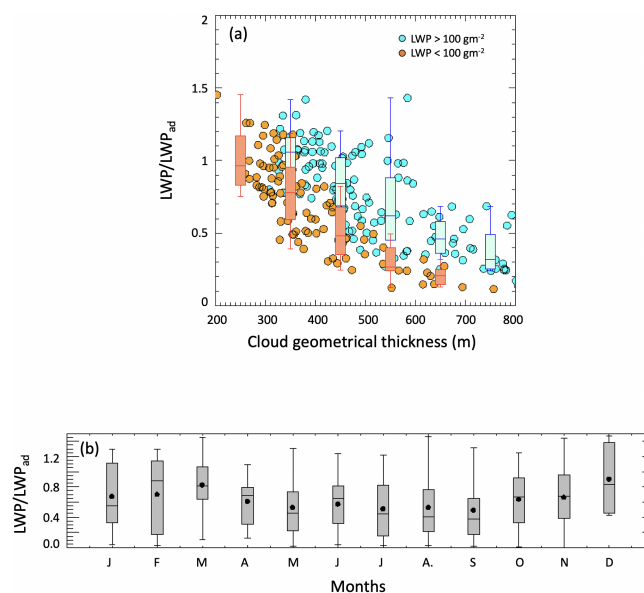 (a)
LWP > 100 gm-2
LWP < 100 gm-2
2
1.5
1
0.5
0
LWP/LWPad
200 300 400 500 600 700 800
Cloud geometrical thickness (m)
(b)
1.2
0.8
0.4
0.0
LWP/LWPad
J F M A M J J A. S O N D
Months